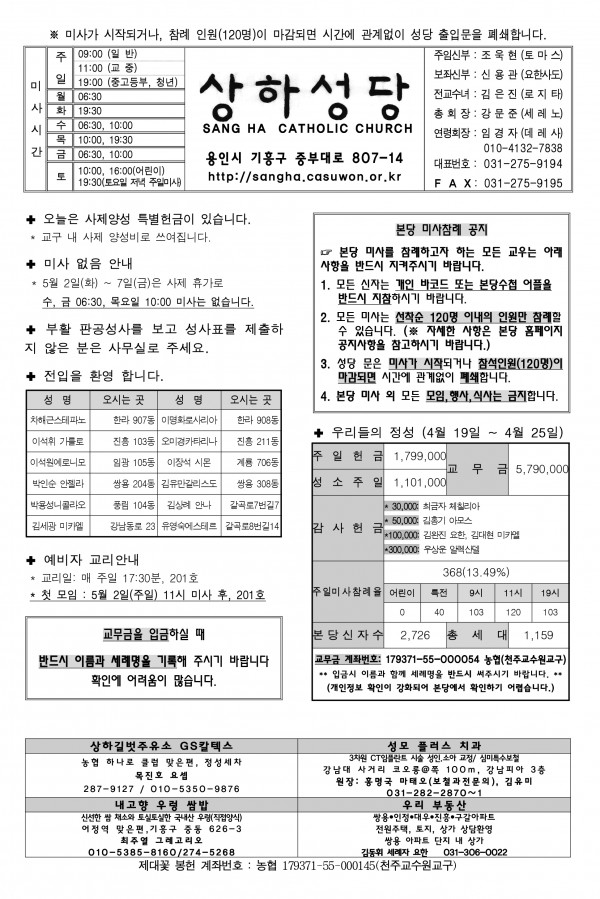 ※ 미사가 시작되거나, 참례 인원(120명)이 마감되면 시간에 관계없이 성당 출입문을 폐쇄합니다.
미사시간
주일 09:00 (일 반)
11:00 (교 중)
19:00 (중고등부, 청년)
월 06:30
화 19:30
수 06:30, 10:00
목 10:00, 19:30
금 06:30, 10:00
토 10:00, 16:00(어린이)
19:30(토요일 저녁 주일미사)
상하성당
SANG HA CATHOLIC CHURCH
용인시 기흥구 중부대로 807-14
http://sangha.casuwon.or.kr
주임신부 : 조 욱 현 (토 마 스)
보좌신부 : 신 용 관 (요한사도)
전교수녀 : 김 은 진 (로 지 타)
총 회 장 : 강 문 준 (세 레 노)
연령회장 : 임 경 자 (데 레 사)
010-4132-7838
대표번호 : 031-275-9194
F A X : 031-275-9195
✚ 오늘은 사제양성 특별헌금이 있습니다.
* 교구 내 사제 양성비로 쓰여집니다.
✚ 미사 없음 안내
* 5월 2일(화) ~ 7일(금)은 사제 휴가로
수, 금 06:30, 목요일 10:00 미사는 없습니다.
✚ 부활 판공성사를 보고 성사표를 제출하
지 않은 분은 사무실로 주세요.
✚ 전입을 환영 합니다.
성 명 오시는 곳 성 명 오시는 곳
차해근스테파노 한라 907동 이명화로사리아 한라 908동
이석휘 가롤로 진흥 103동 오미경카타리나 진흥 211동
이석원예로니모 임광 105동 이장석 시몬 계룡 706동
박인순 안젤라 쌍용 204동 김유만갈리스도 쌍용 308동
박용성니콜라오 풍림 104동 김상례 안나 갈곡로7번길7
김세광 미카엘 강남동로 23 유영숙에스테르 갈곡로8번길14
✚ 예비자 교리안내
* 교리일: 매 주일 17:30분, 201호
* 첫 모임 : 5월 2일(주일) 11시 미사 후, 201호
교무금을 입금하실 때
반드시 이름과 세례명을 기록해 주시기 바랍니다
확인에 어려움이 많습니다.
본당 미사참례 공지
☞ 본당 미사를 참례하고자 하는 모든 교우는 아래
사항을 반드시 지켜주시기 바랍니다.
1. 모든 신자는 개인 바코드 또는 본당수첩 어플을
반드시 지참하시기 바랍니다.
2. 모든 미사는 선착순 120명 이내의 인원만 참례할
수 있습니다. (※ 자세한 사항은 본당 홈페이지
공지사항을 참고하시기 바랍니다.)
3. 성당 문은 미사가 시작되거나 참석인원(120명)이
마감되면 시간에 관계없이 폐쇄합니다.
4. 본당 미사 외 모든 모임,행사,식사는 금지합니다.
✚ 우리들의 정성 (4월 19일 ~ 4월 25일)
주 일 헌 금 1,799,000 교 무 금 5,790,000
성 소 주 일 1,101,000
감 사 헌 금
* 30,000: 최금자 체칠리아
* 50,000: 김흥기 아모스
*100,000: 김완진 요한, 김대현 미카엘
*300,000: 우상운 알렉산델
주일미사참례율 368(13.49%)
어린이 특전 9시 11시 19시
0 40 103 120 103
본 당 신 자 수 2,726 총 세 대 1,159
교무금 계좌번호: 179371-55-000054 농협(천주교수원교구)
** 입금시 이름과 함께 세례명을 반드시 써주시기 바랍니다. **
(개인정보 확인이 강화되어 본당에서 확인하기 어렵습니다.)
상하길벗주유소 GS칼텍스
농협 하나로 클럽 맞은편, 정성세차
목진호 요셉
287-9127 / 010-5350-9876
성모 플러스 치과
3차원 CT임플란트 시술 성인,소아 교정/ 심미특수보철
강남대 사거리 코오롱@쪽 100m, 강남피아 3층
원장: 홍명국 마태오(보철과전문의), 김유미
031-282-2870~1
내고향 우렁 쌈밥
신선한 쌈 채소와 토실토실한 국내산 우렁(직접양식)
어정역 맞은편,기흥구 중동 626-3
최주열 그레고리오
010-5385-8160/274-5268
우리 부동산
쌍용•인정•대우•진흥•구갈아파트
전원주택, 토지, 상가 상담환영
쌍용 아파트 단지 내 상가
김동휘 세례자 요한 031-306-0022
제대꽃 봉헌 계좌번호 : 농협 179371-55-000145(천주교수원교구)